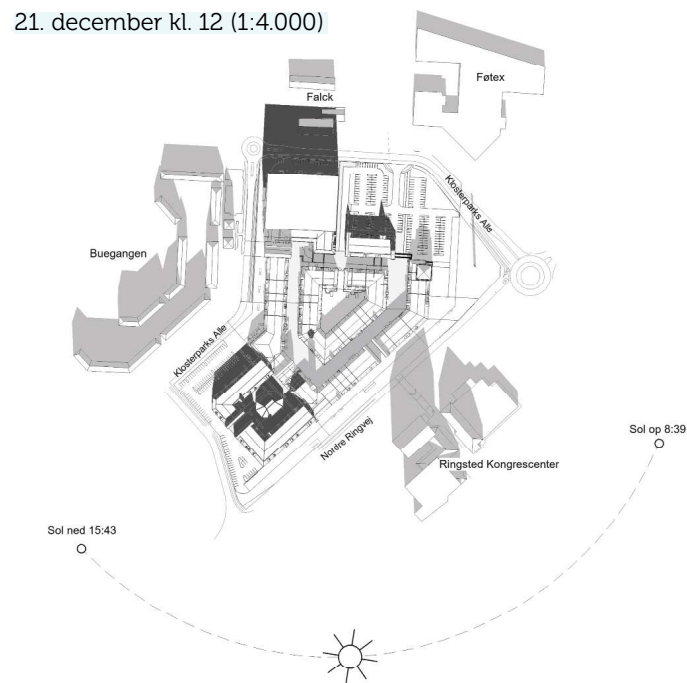 21. december kl. 12 (1:4.000)
Føtex
Falck
Klosterparks Alle
Buegangen
Klosterparks Alle
Nordre Ringvej
Sol op 8:39
Ringsted Kongrescenter
Sol ned 15:43